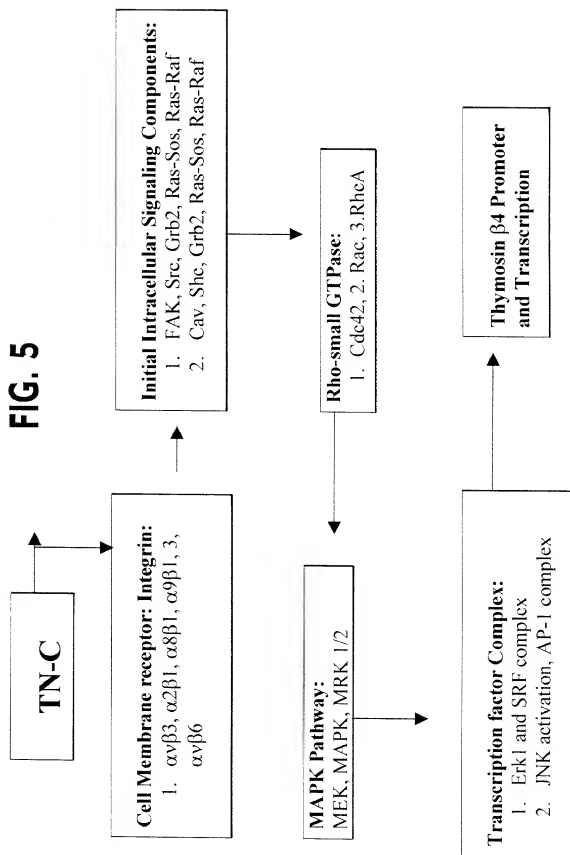 FIG. 5
TN-C
Cell Membrane receptor: Integrin:
1. αvβ3, α2β1, α8β1, α9β1, 3,
αvβ6
Initial Intracellular Signaling Components:
1. FAK, Src, Grb2, Ras-Sos, Ras-Raf
2. Cav, Shc, Grb2, Ras-Sos, Ras-Raf
Rho-small GTPase:
1. Cdc42, 2. Rac, 3.RhcA
MAPK Pathway:
MEK, MAPK, MRK 1/2
Transcription factor Complex:
1. Erk1 and SRF complex
2. JNK activation, AP-1 complex
Thymosin β4 Promoter
and Transcription